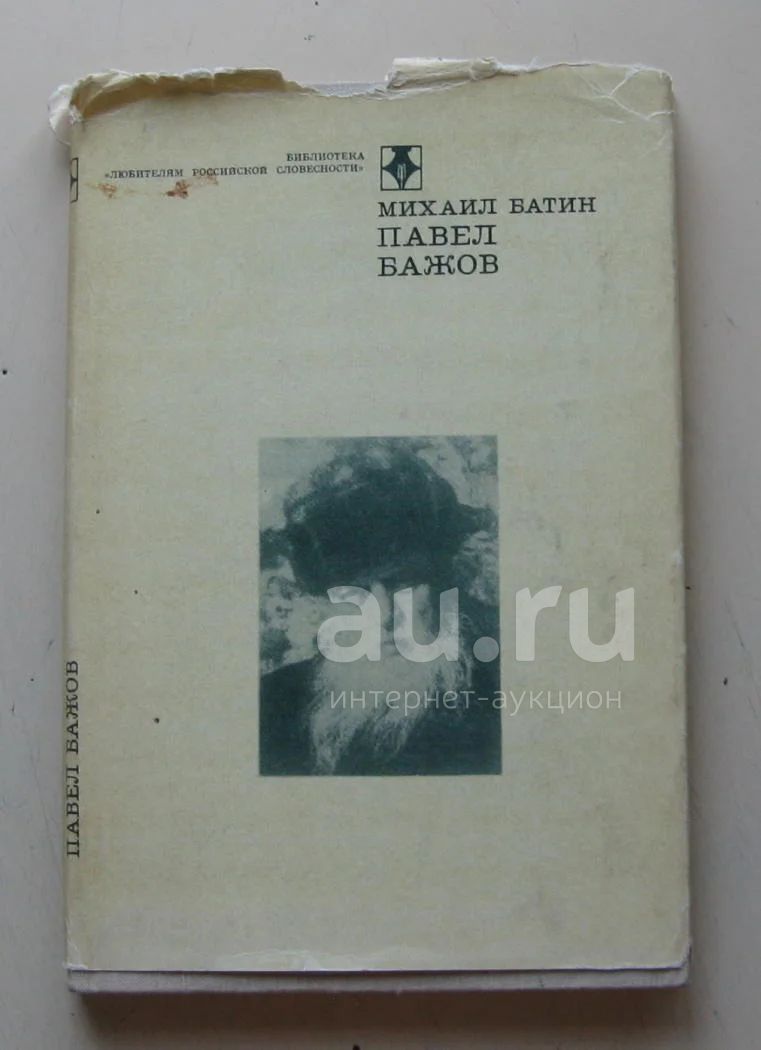 БИБЛИОТЕКА
«ЛЮБИТЕЛЯМ РОССИЙСКОЙ СЛОВЕСНОСТИ»
МИХАИЛ БАТИН
ПАВЕЛ
БАЖОВ
au.ru
интернет-аукцион
ПАВЕЛ БАЖОВ